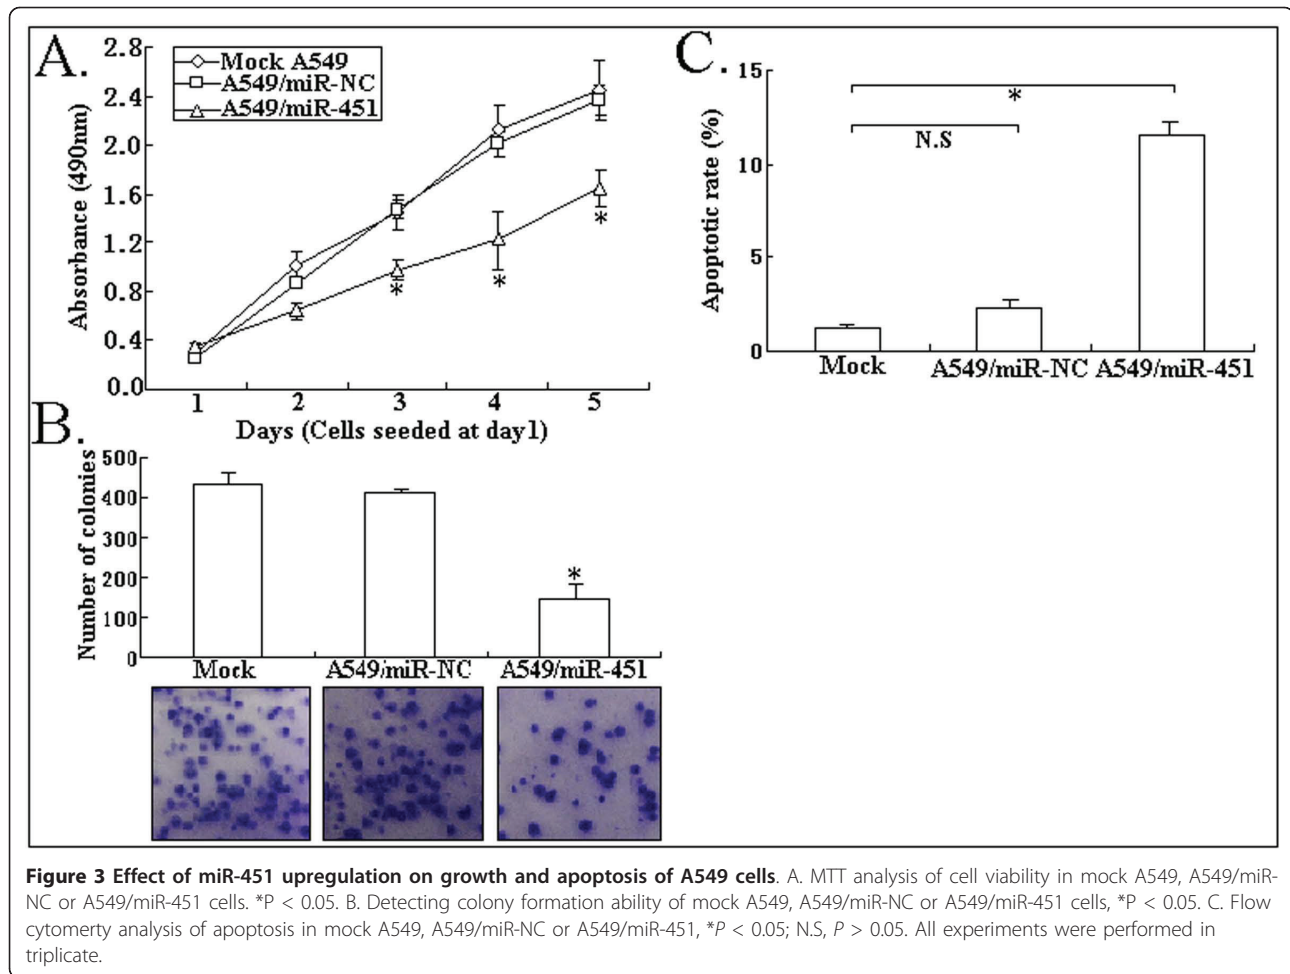 A.
2.8
2.4
2.0
1.6
1.2
0.8
0.4
0.0
Absorbance (490nm)
Mock A549
A549/miR-NC
A549/miR-451
*
*
*
1 2 3 4 5
Days (Cells seeded at day1)
B.
500
400
300
200
100
0
Number of colonies
*
Mock A549/miR-NC A549/miR-451
C.
15
10
5
0
Apoptotic rate (%)
*
N.S
Mock A549/miR-NC A549/miR-451
Figure 3 Effect of miR-451 upregulation on growth and apoptosis of A549 cells. A. MTT analysis of cell viability in mock A549, A549/miR-
NC or A549/miR-451 cells. *P < 0.05. B. Detecting colony formation ability of mock A549, A549/miR-NC or A549/miR-451 cells, *P < 0.05. C. Flow
cytomerty analysis of apoptosis in mock A549, A549/miR-NC or A549/miR-451, *P < 0.05; N.S, P > 0.05. All experiments were performed in
triplicate.